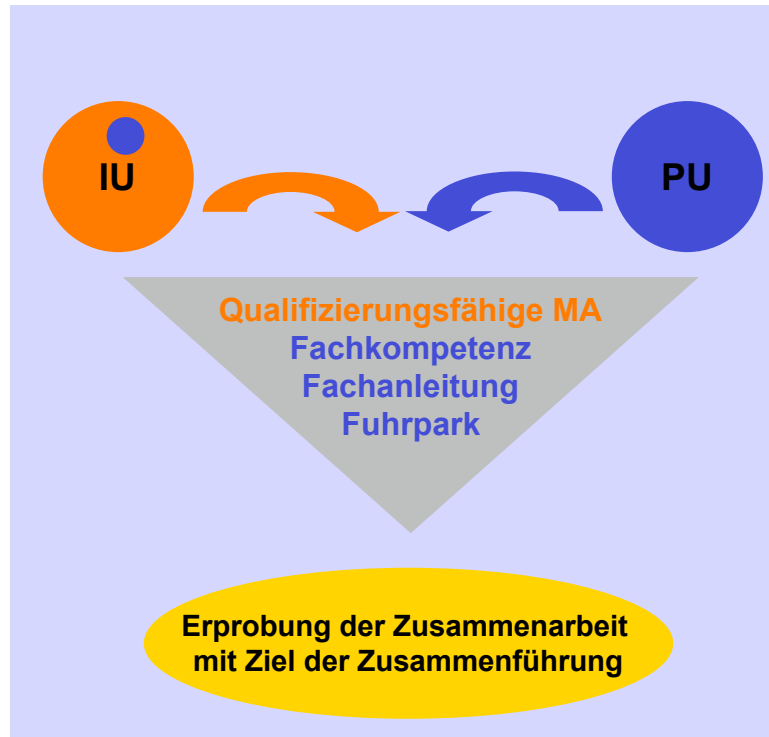 IU
PU
Qualifizierungsfähige MA
Fachkompetenz
Fachanleitung
Fuhrpark
Erprobung der Zusammenarbeit
mit Ziel der Zusammenführung